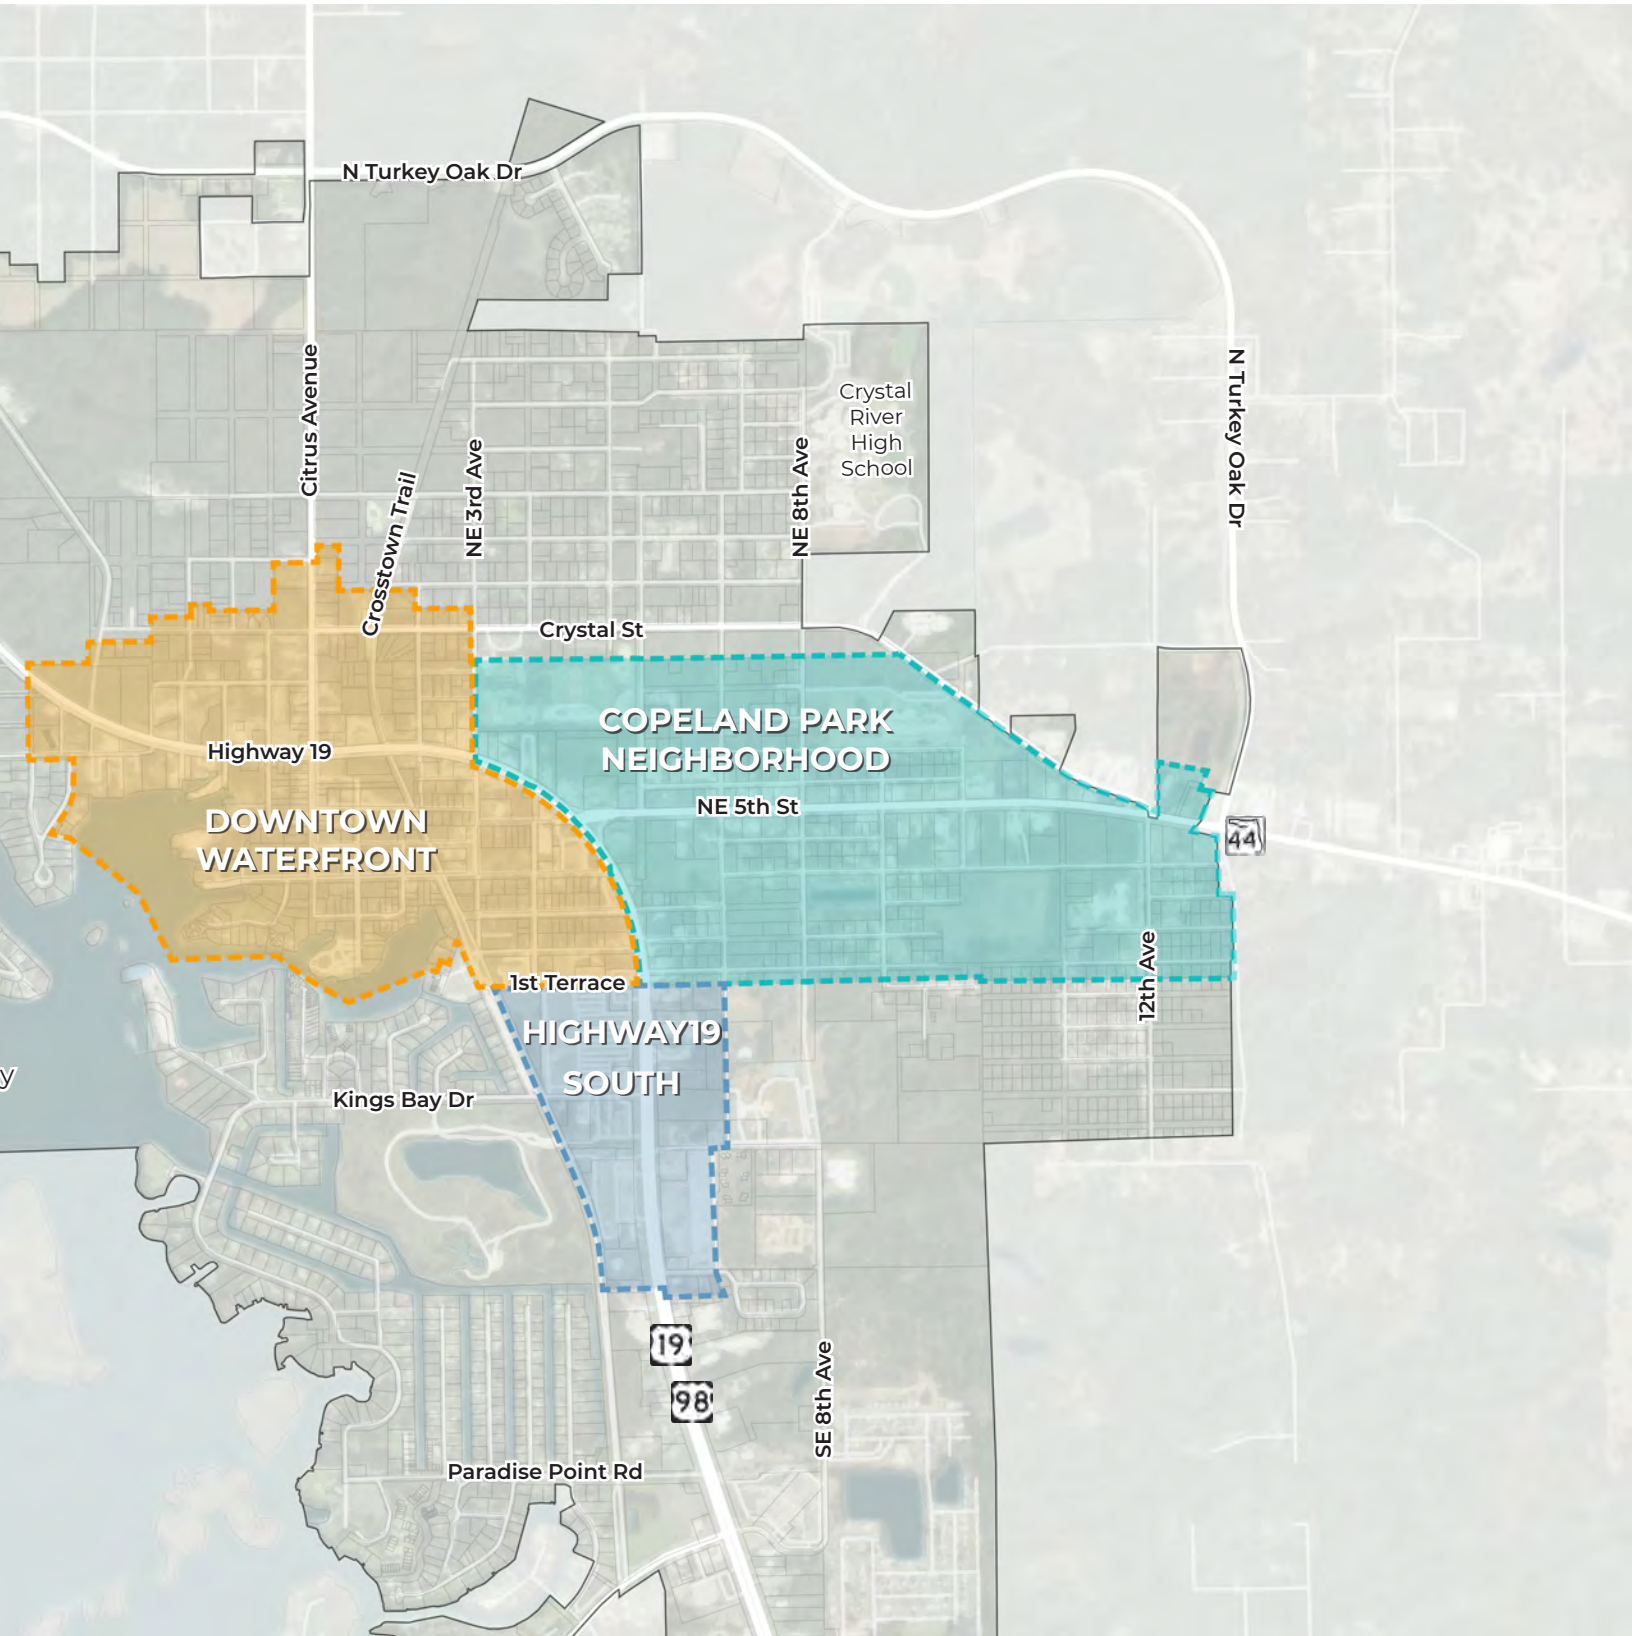 N Turkey Oak Dr
Citrus Avenue
Crosstown Trail
NE 3rd Ave
NE 8th Ave
Crystal
River
High
School
N Turkey Oak Dr
Crystal St
COPELAND PARK
NEIGHBORHOOD
Highway 19
NE 5th St
DOWNTOWN
WATERFRONT
44
12th Ave
1st Terrace
HIGHWAY19
SOUTH
y
Kings Bay Dr
19
98
SE 8th Ave
Paradise Point Rd